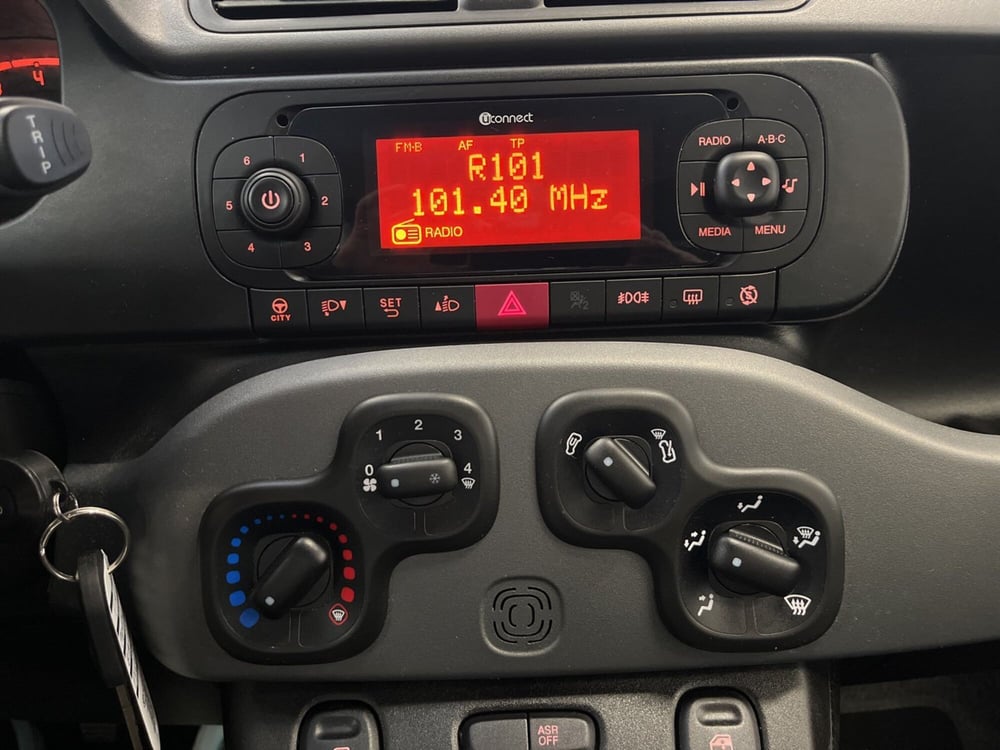 4
TRIP
Uconnect
FM-B AF TP
R101
101.40 MHz
RADIO
6 1
5 2
4 3
RADIO A·B·C
MEDIA MENU
CITY
SET
0 1 2 3 4
ASR
OFF